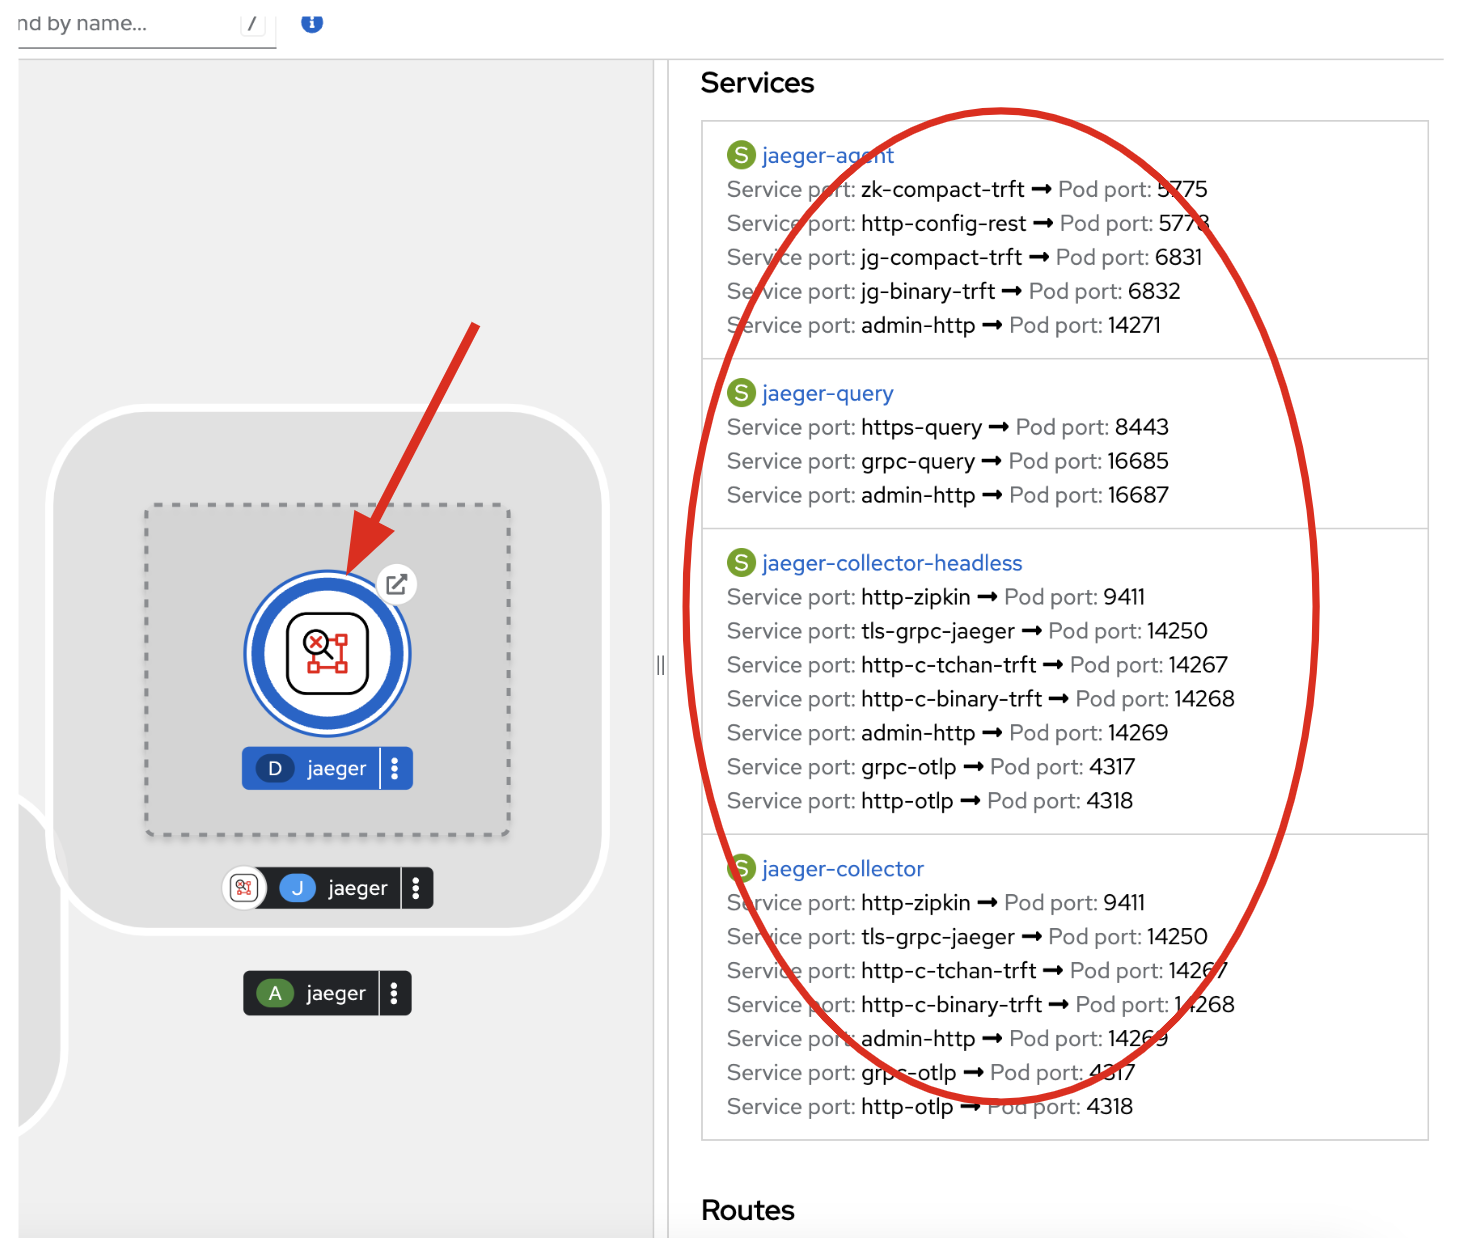 nd by name...
/
i
Services
S jaeger-agent
Service port: zk-compact-trft → Pod port: 5775
Service port: http-config-rest → Pod port: 5778
Service port: jg-compact-trft → Pod port: 6831
Service port: jg-binary-trft → Pod port: 6832
Service port: admin-http → Pod port: 14271
S jaeger-query
Service port: https-query → Pod port: 8443
Service port: grpc-query → Pod port: 16685
Service port: admin-http → Pod port: 16687
S jaeger-collector-headless
Service port: http-zipkin → Pod port: 9411
Service port: tls-grpc-jaeger → Pod port: 14250
Service port: http-c-tchan-trft → Pod port: 14267
Service port: http-c-binary-trft → Pod port: 14268
Service port: admin-http → Pod port: 14269
Service port: grpc-otlp → Pod port: 4317
Service port: http-otlp → Pod port: 4318
S jaeger-collector
Service port: http-zipkin → Pod port: 9411
Service port: tls-grpc-jaeger → Pod port: 14250
Service port: http-c-tchan-trft → Pod port: 14267
Service port: http-c-binary-trft → Pod port: 14268
Service port: admin-http → Pod port: 14269
Service port: grpc-otlp → Pod port: 4317
Service port: http-otlp → Pod port: 4318
Routes
D jaeger
J jaeger
A jaeger